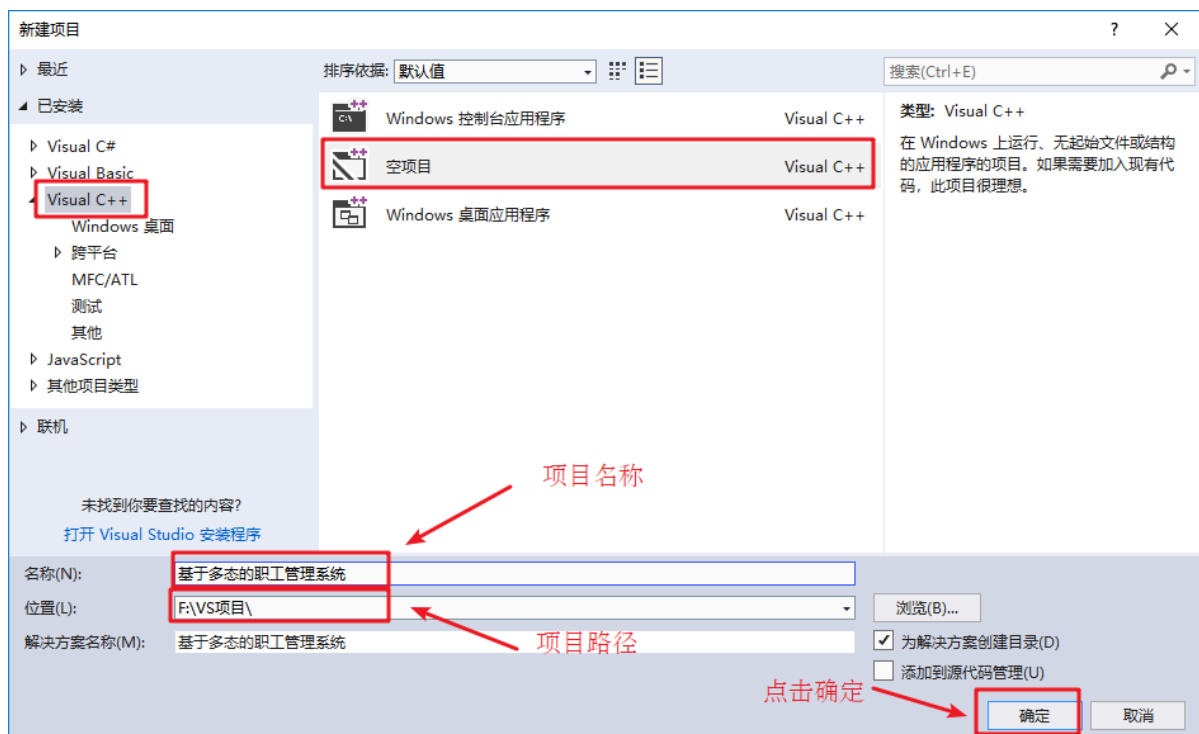 新建项目
?
最近
排序依据: 默认值
搜索(Ctrl+E)
已安装
Visual C#
Visual Basic
Visual C++
Windows 桌面
跨平台
MFC/ATL
测试
其他
JavaScript
其他项目类型
联机
未找到你要查找的内容?
打开 Visual Studio 安装程序
Windows 控制台应用程序 Visual C++
空项目 Visual C++
Windows 桌面应用程序 Visual C++
类型: Visual C++
在 Windows 上运行、无起始文件或结构
的应用程序的项目。如果需要加入现有代
码，此项目很理想。
项目名称
名称(N): 基于多态的职工管理系统
位置(L): F:\VS项目\
浏览(B)...
解决方案名称(M): 基于多态的职工管理系统
项目路径
为解决方案创建目录(D)
添加到源代码管理(U)
点击确定
确定
取消